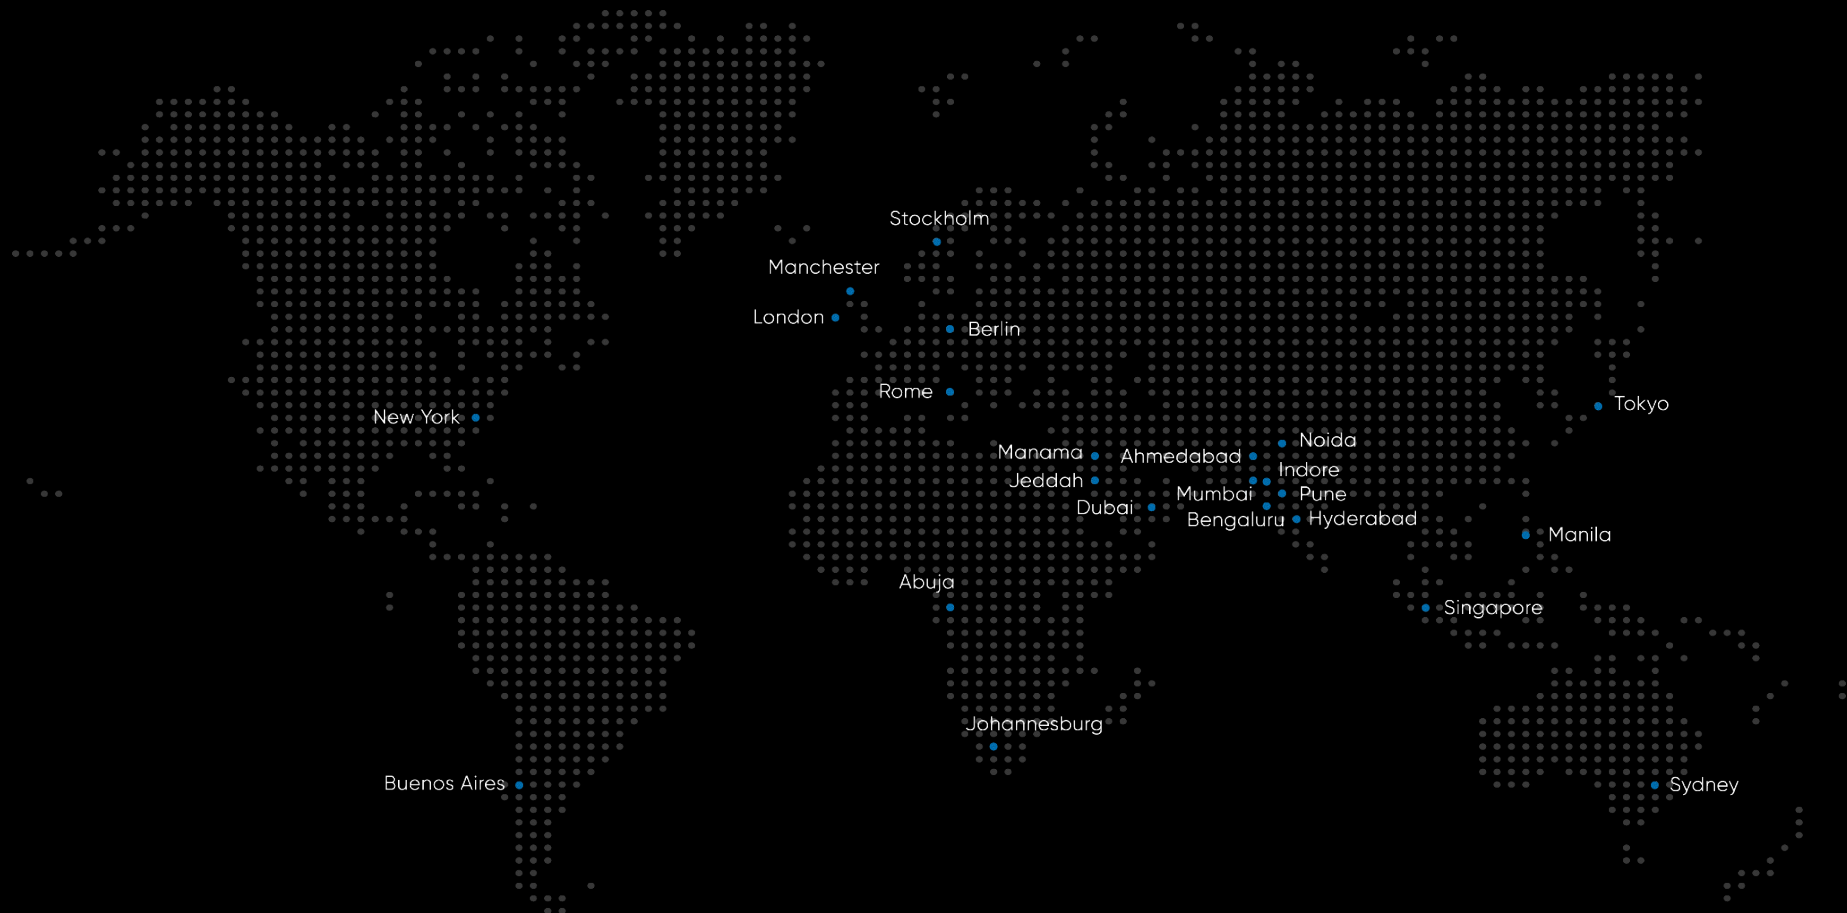 Stockholm
Manchester
London
Berlin
Rome
New York
Tokyo
Noida
Manama
Ahmedabad
Indore
Jeddah
Mumbai
Pune
Dubai
Bengaluru
Hyderabad
Manila
Abuja
Singapore
Johannesburg
Buenos Aires
Sydney